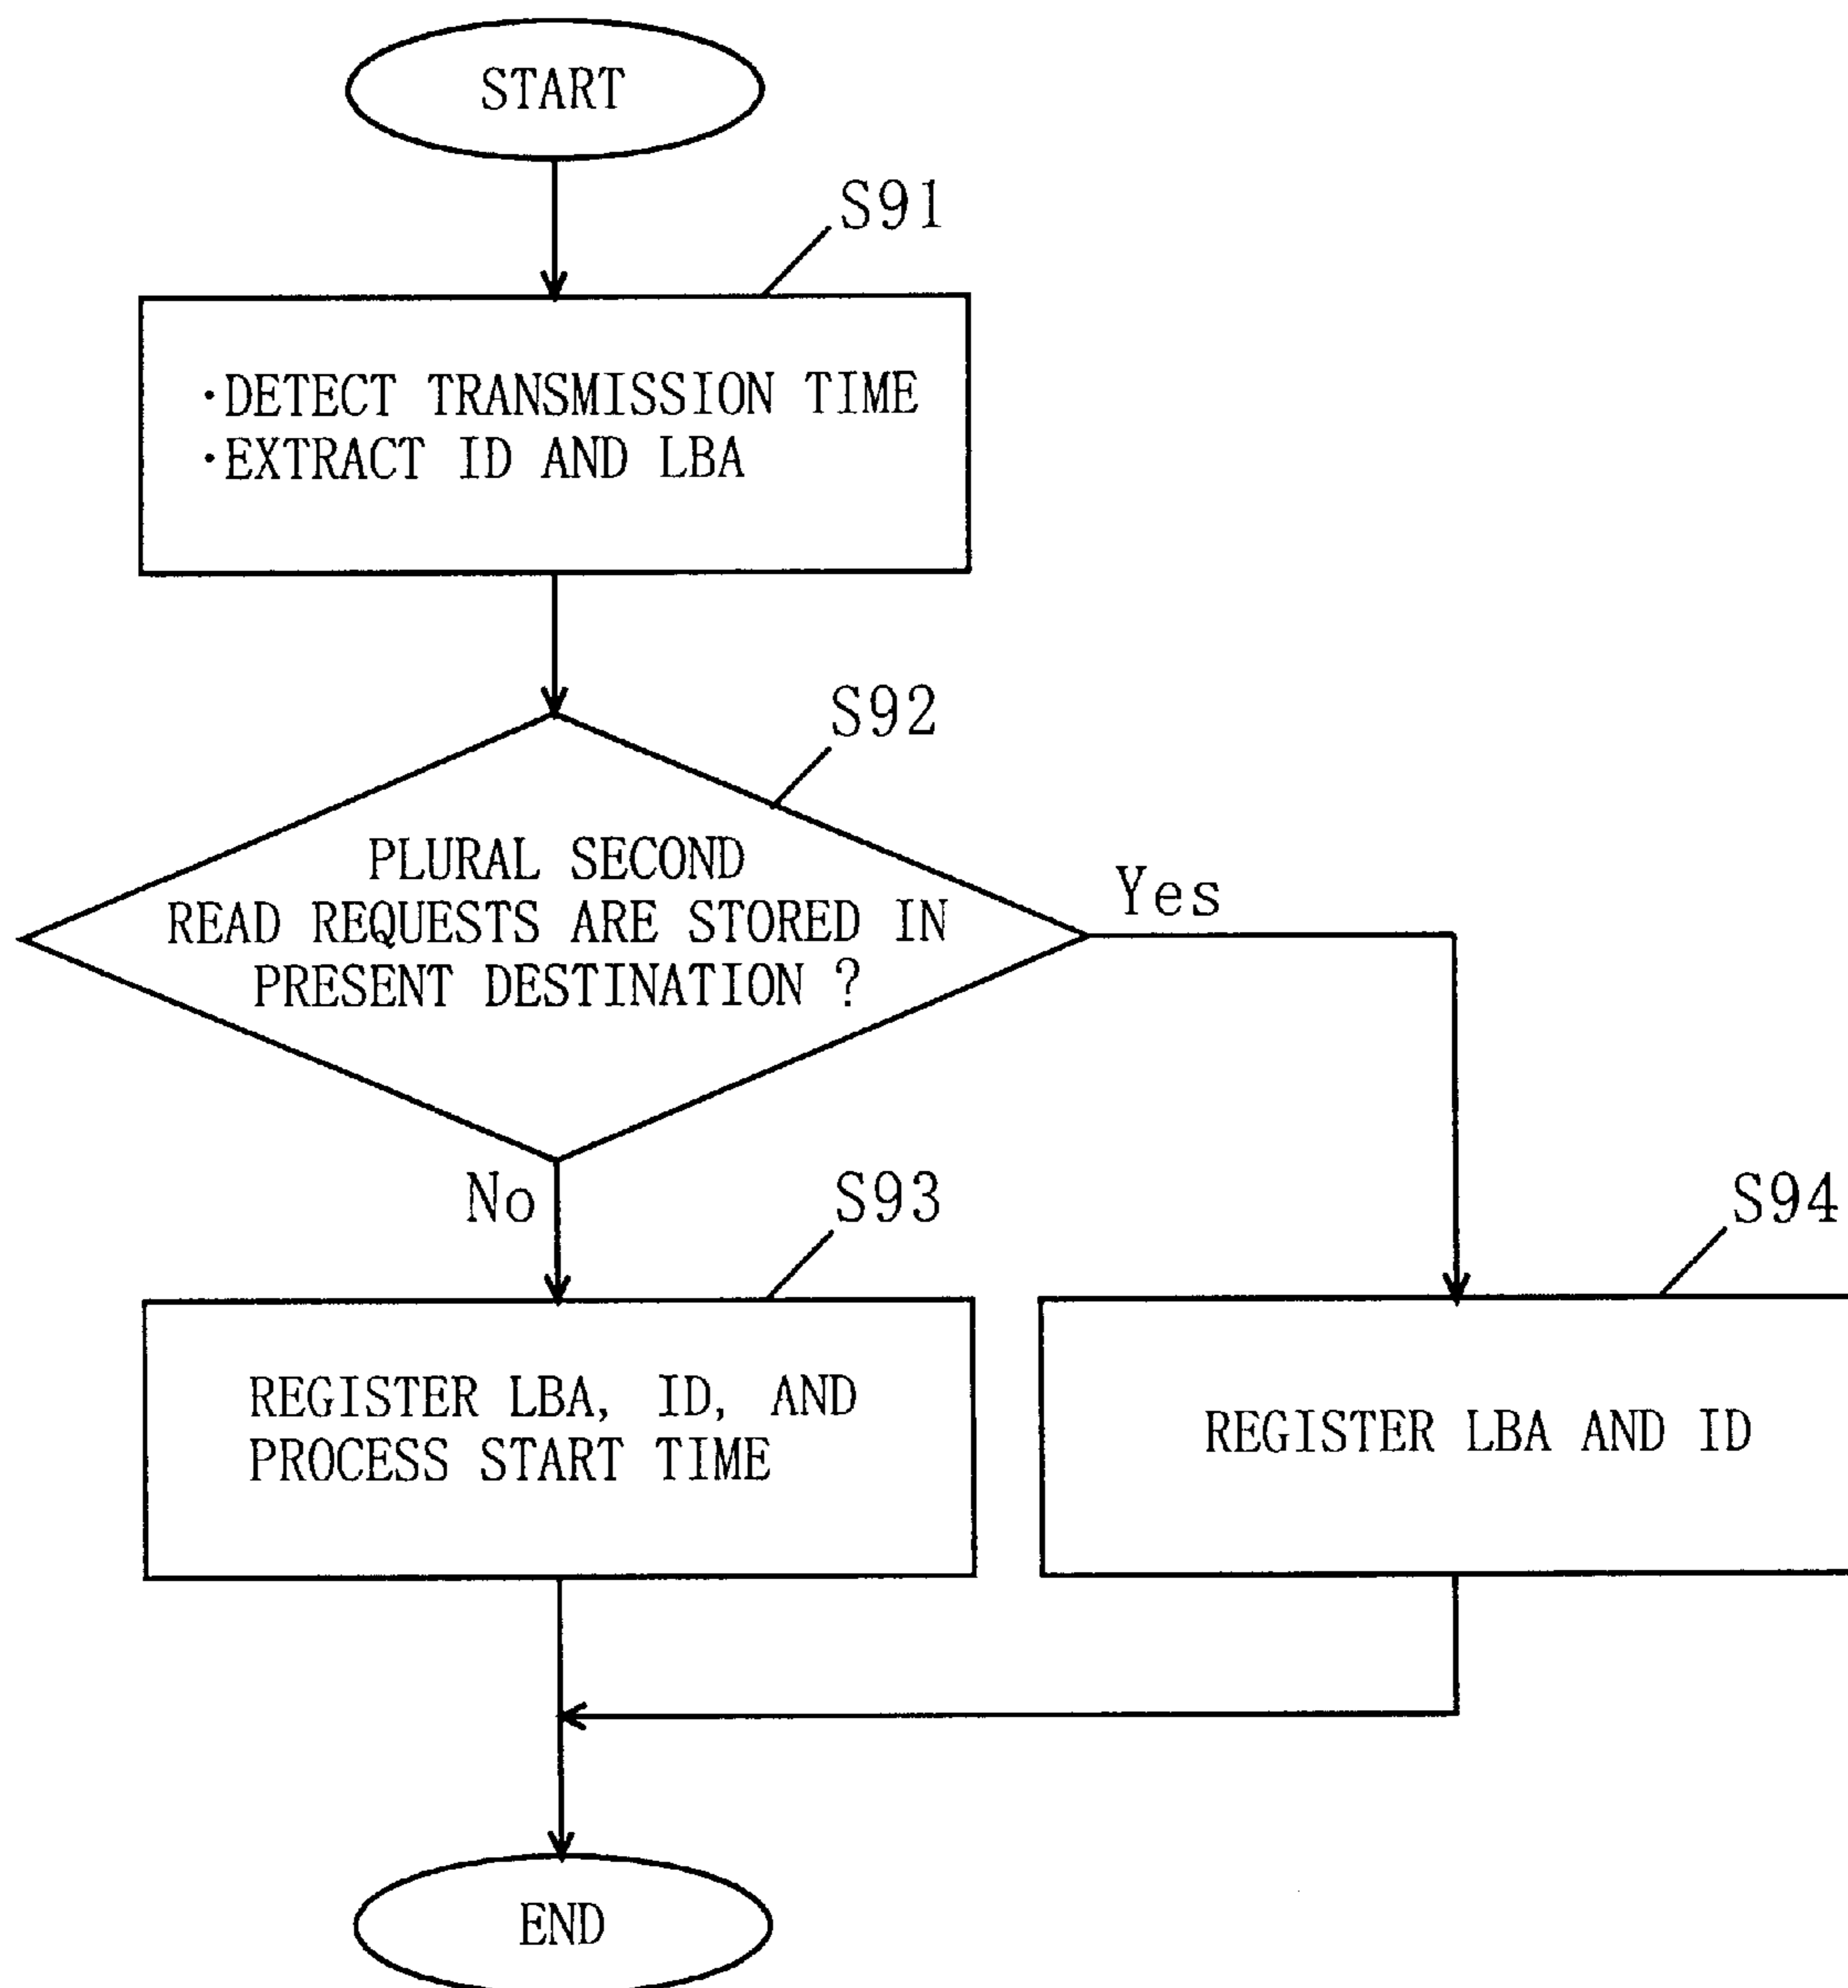 START
S91
·DETECT TRANSMISSION TIME
·EXTRACT ID AND LBA
S92
PLURAL SECOND
READ REQUESTS ARE STORED IN
PRESENT DESTINATION ?
Yes
No
S93
S94
REGISTER LBA, ID, AND
PROCESS START TIME
REGISTER LBA AND ID
END